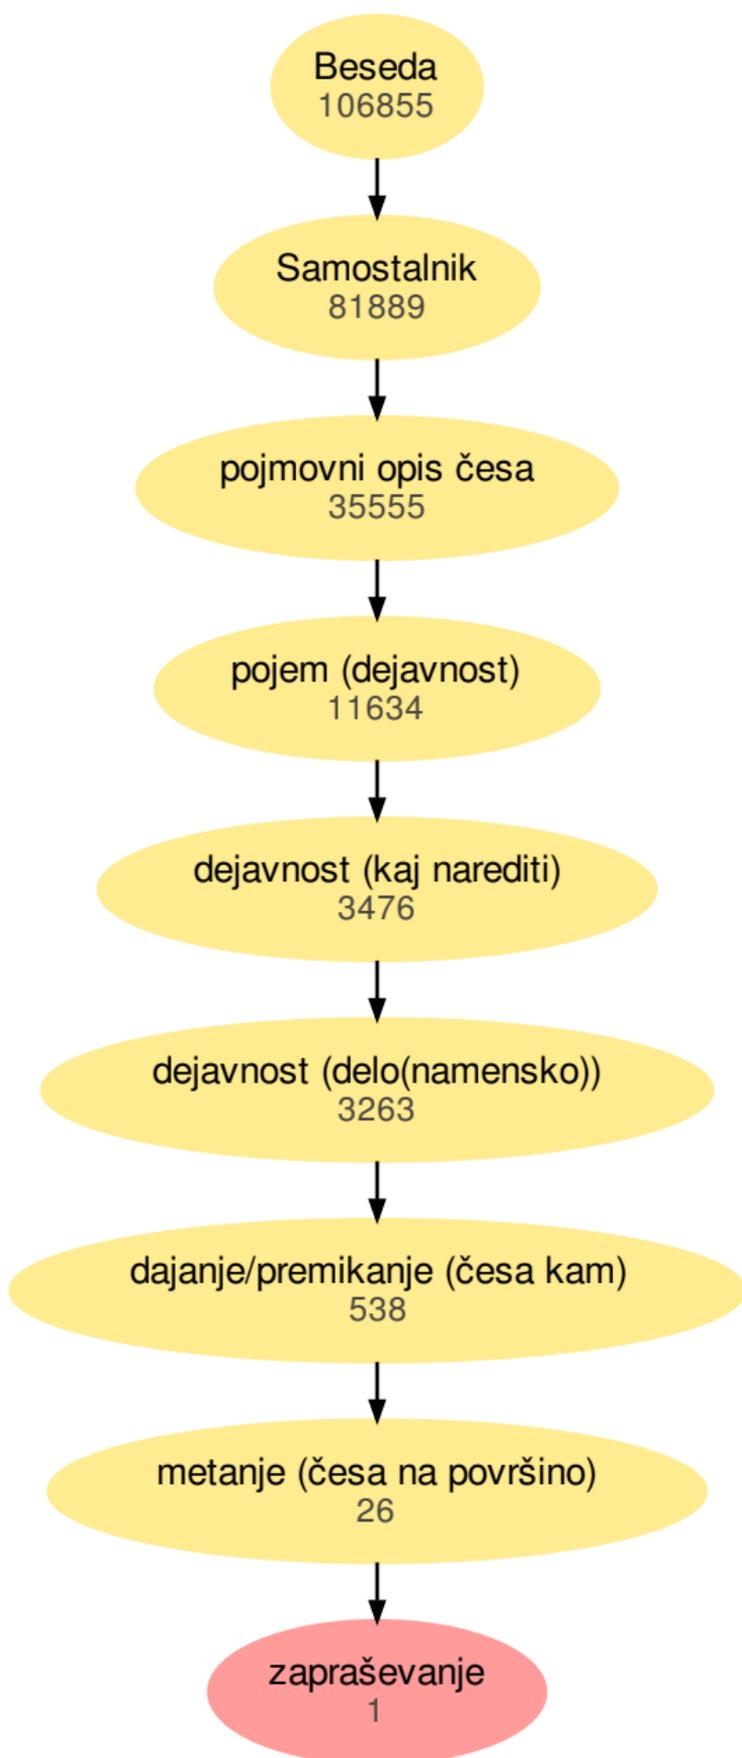 Beseda
106855
Samostalnik
81889
pojmovni opis česa
35555
pojem (dejavnost)
11634
dejavnost (kaj narediti)
3476
dejavnost (delo(namensko))
3263
dajanje/premikanje (česa kam)
538
metanje (česa na površino)
26
zapraševanje
1